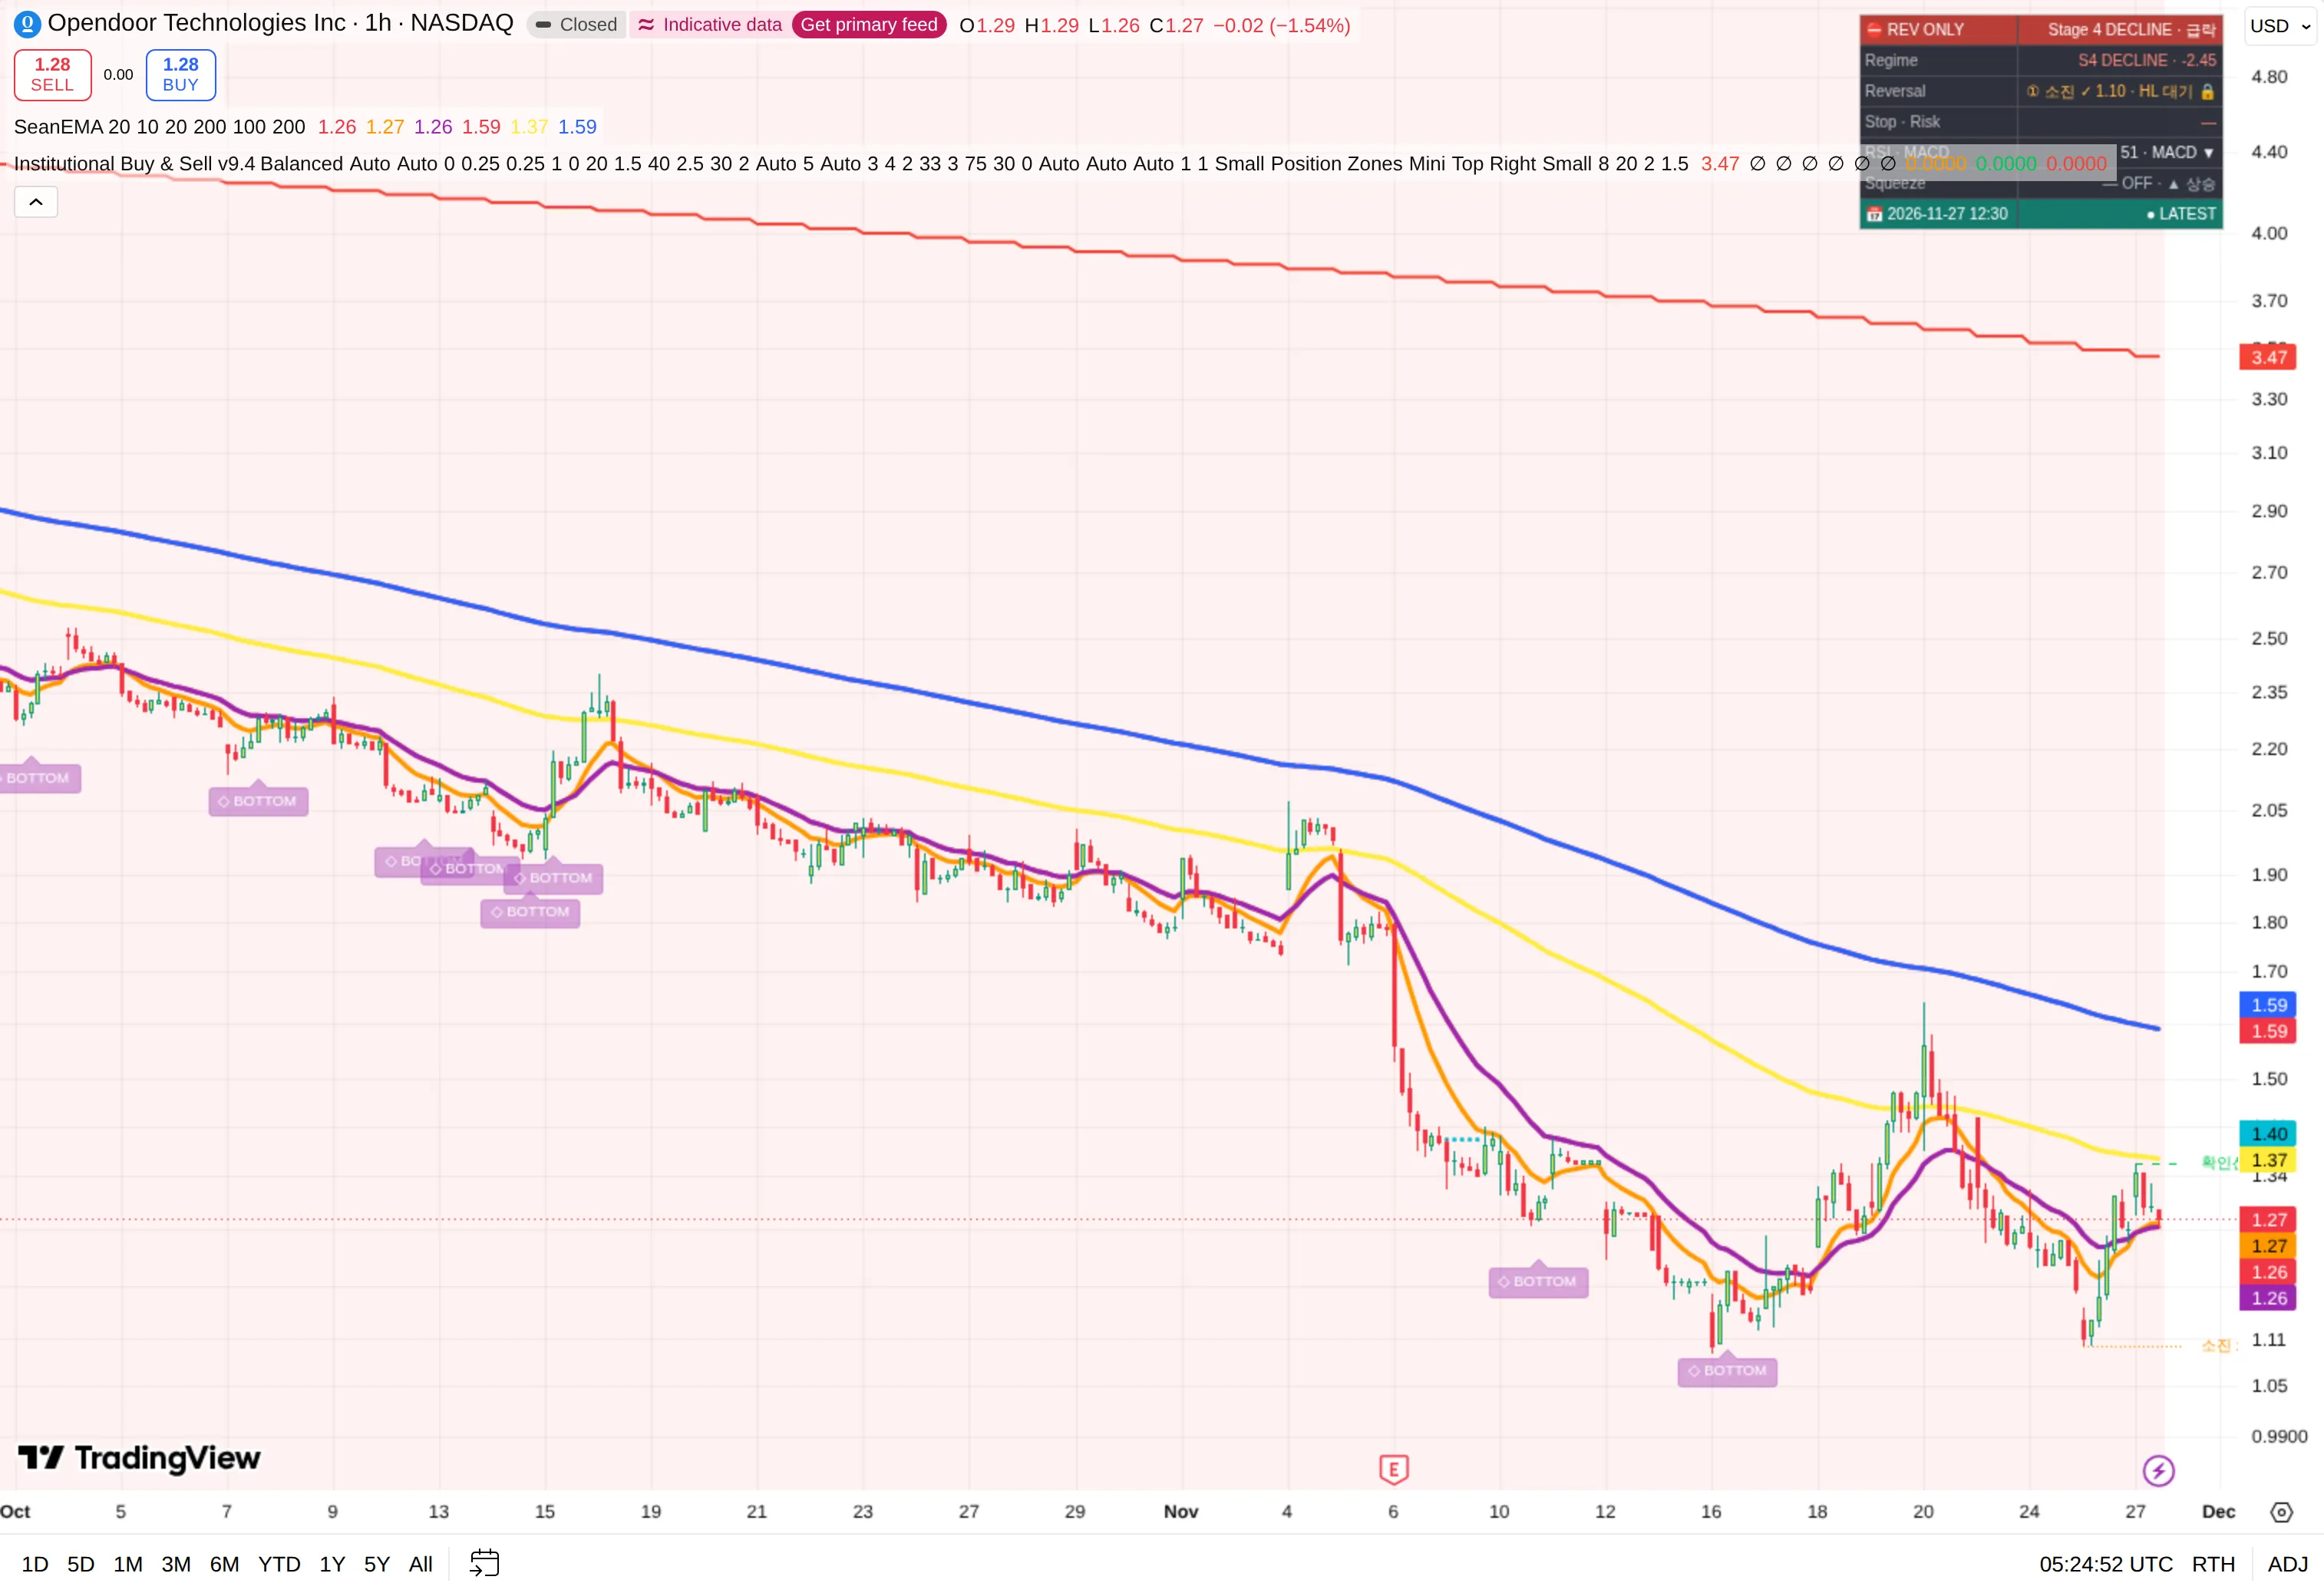 Opendoor Technologies Inc · 1h · NASDAQ Closed Indicative data Get primary feed O1.29 H1.29 L1.26 C1.27 −0.02 (−1.54%)
1.28 SELL 0.00 1.28 BUY
SeanEMA 20 10 20 200 100 200 1.26 1.27 1.26 1.59 1.37 1.59
Institutional Buy & Sell v9.4 Balanced Auto Auto 0 0.25 0.25 1 0 20 1.5 40 2.5 30 2 Auto 5 Auto 3 4 2 33 3 75 30 0 Auto Auto Auto 1 1 Small Position Zones Mini Top Right Small 8 20 2 1.5 3.47 ∅ ∅ ∅ ∅ ∅ ∅ 0.0000 0.0000 0.0000
REV ONLY Stage 4 DECLINE · 급락
Regime S4 DECLINE · -2.45
Reversal ① 소진 ✓ 1.10 · HL 대기
Stop · Risk —
RSI · MACD 51 · MACD ▼
Squeeze — OFF · ▲ 상승
2026-11-27 12:30 ● LATEST
USD
4.80
4.40
4.00
3.70
3.47
3.30
3.10
2.90
2.70
2.50
2.35
2.20
2.05
1.90
1.80
1.70
1.59
1.59
1.50
1.40
1.37
1.34
1.27
1.27
1.26
1.26
1.11
1.05
0.9900
BOTTOM
◇ BOTTOM
◇ BOTTOM
◇ BOTTOM
◇ BOTTOM
◇ BOTTOM
◇ BOTTOM
소진
TradingView
E
Oct 5 7 9 13 15 19 21 23 27 29 Nov 4 6 10 12 16 18 20 24 27 Dec
1D 5D 1M 3M 6M YTD 1Y 5Y All 05:24:52 UTC RTH ADJ